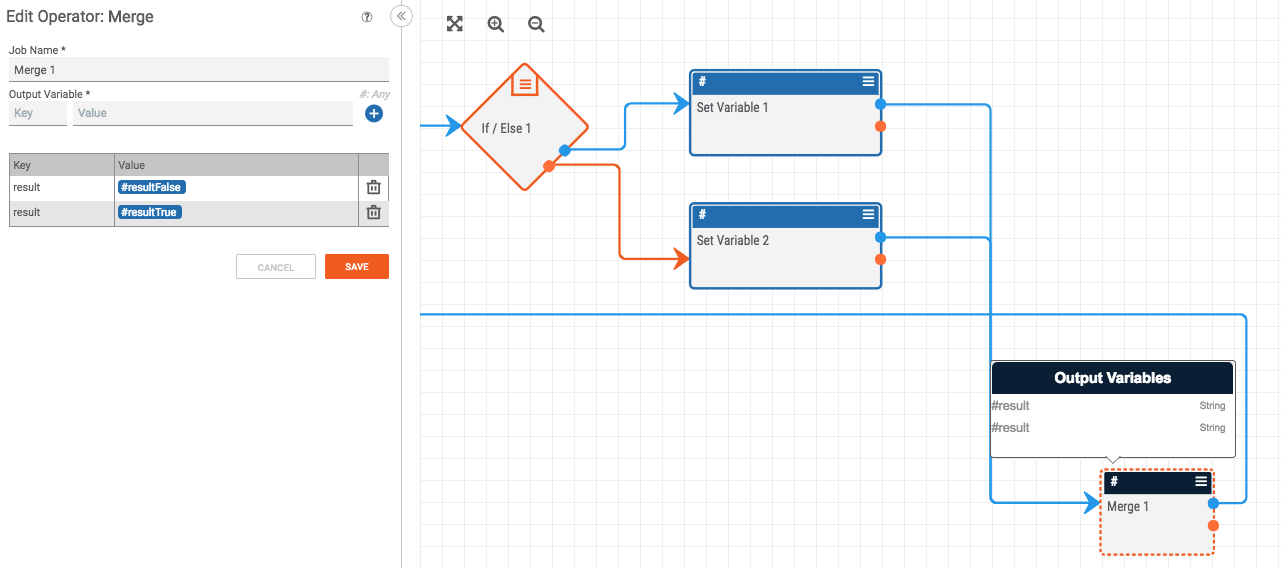 Edit Operator: Merge
?
Job Name *
Merge 1
Output Variable *
#: Any
Key Value
Key Value
result #resultFalse
result #resultTrue
CANCEL SAVE
If / Else 1
#
Set Variable 1
#
Set Variable 2
Output Variables
#result String
#result String
#
Merge 1